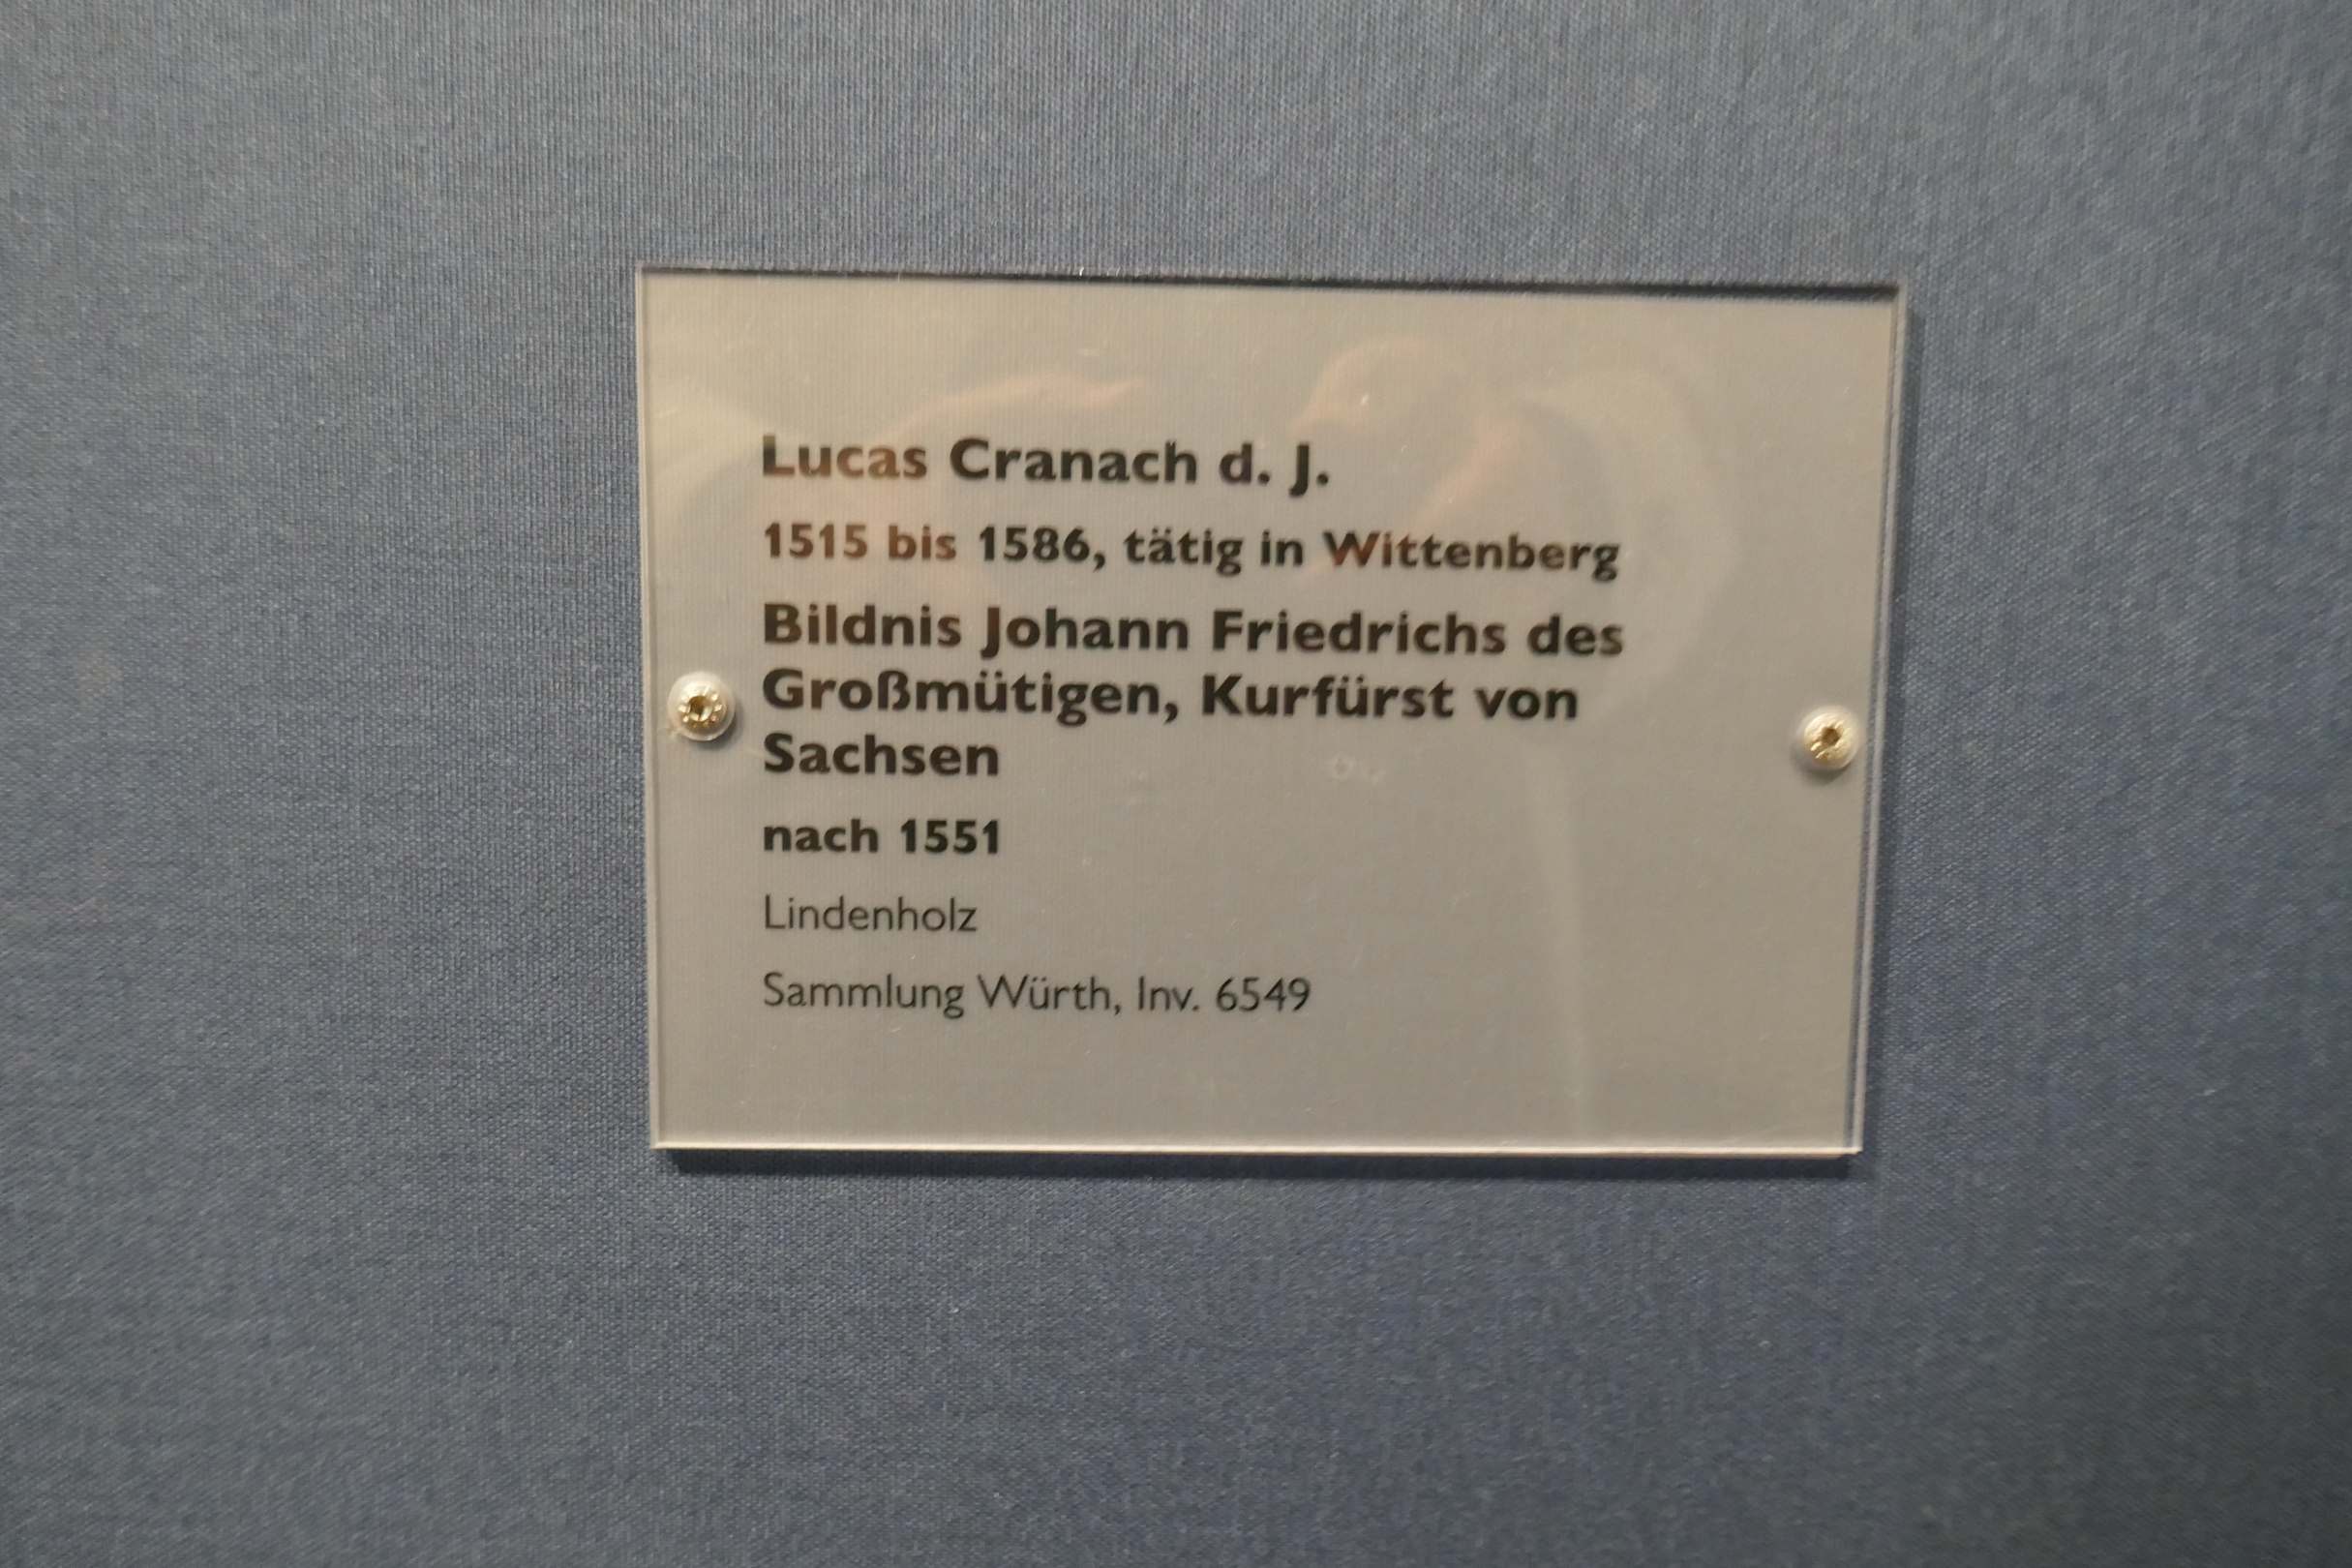 Lucas Cranach d. J.
1515 bis 1586, tätig in Wittenberg
Bildnis Johann Friedrichs des
Großmütigen, Kurfürst von
Sachsen
nach 1551
Lindenholz
Sammlung Würth, Inv. 6549